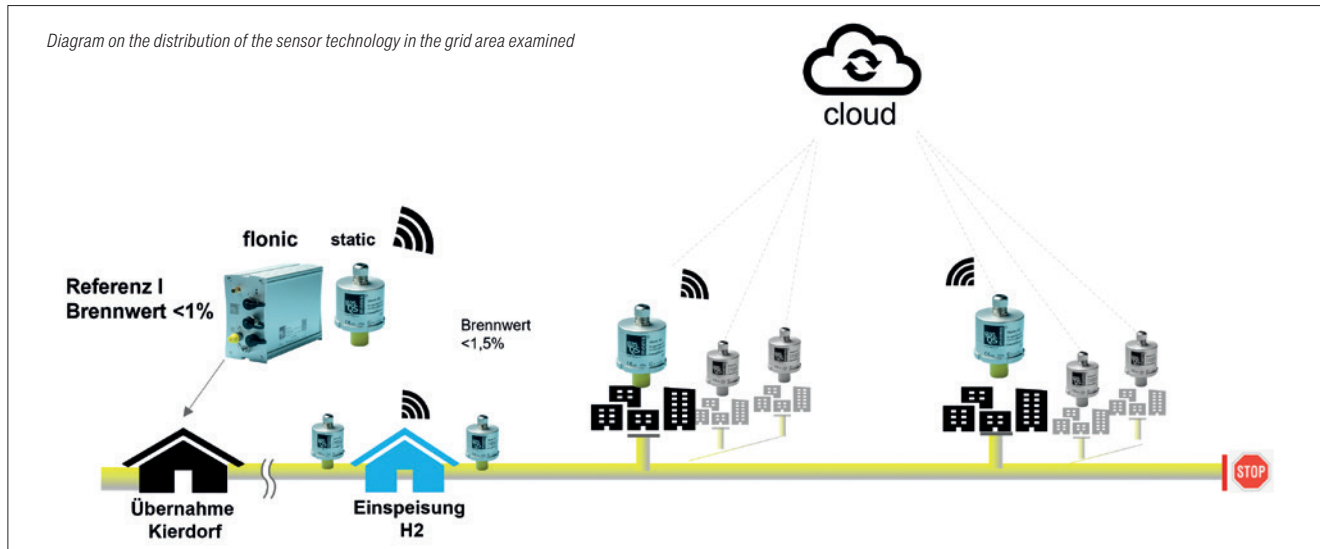 Diagram on the distribution of the sensor technology in the grid area examined
cloud
flonic
static
Referenz I
Brennwert <1%
Brennwert
<1,5%
Übernahme
Kierdorf
Einspeisung
H2
STOP